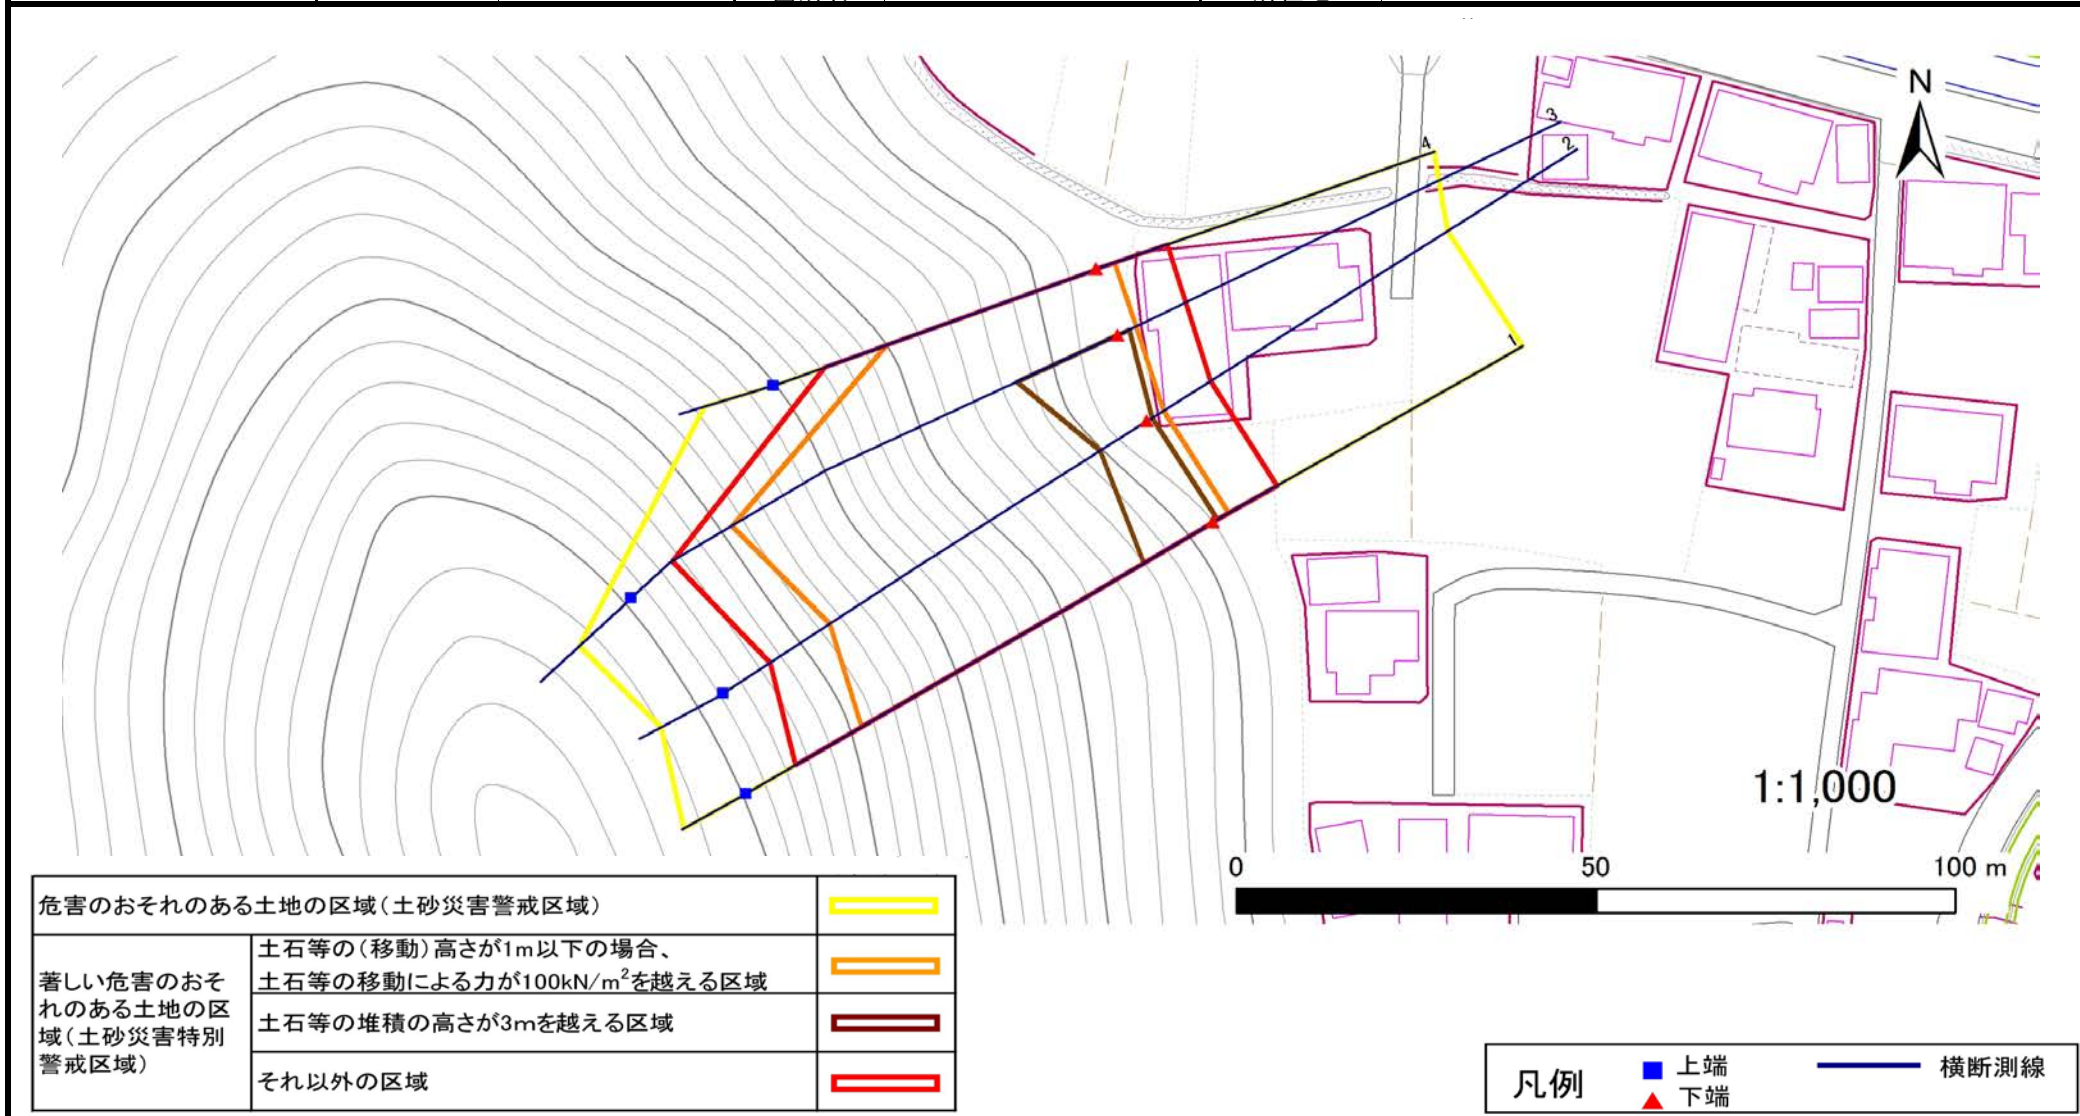 N
4
3
2
1
1:1,000
0 50 100 m
危害のおそれのある土地の区域(土砂災害警戒区域)
著しい危害のおそ
れのある土地の区
域(土砂災害特別
警戒区域)
土石等の(移動)高さが1m以下の場合、
土石等の移動による力が100kN/m²を越える区域
土石等の堆積の高さが3mを越える区域
それ以外の区域
凡例
上端
下端
横断測線